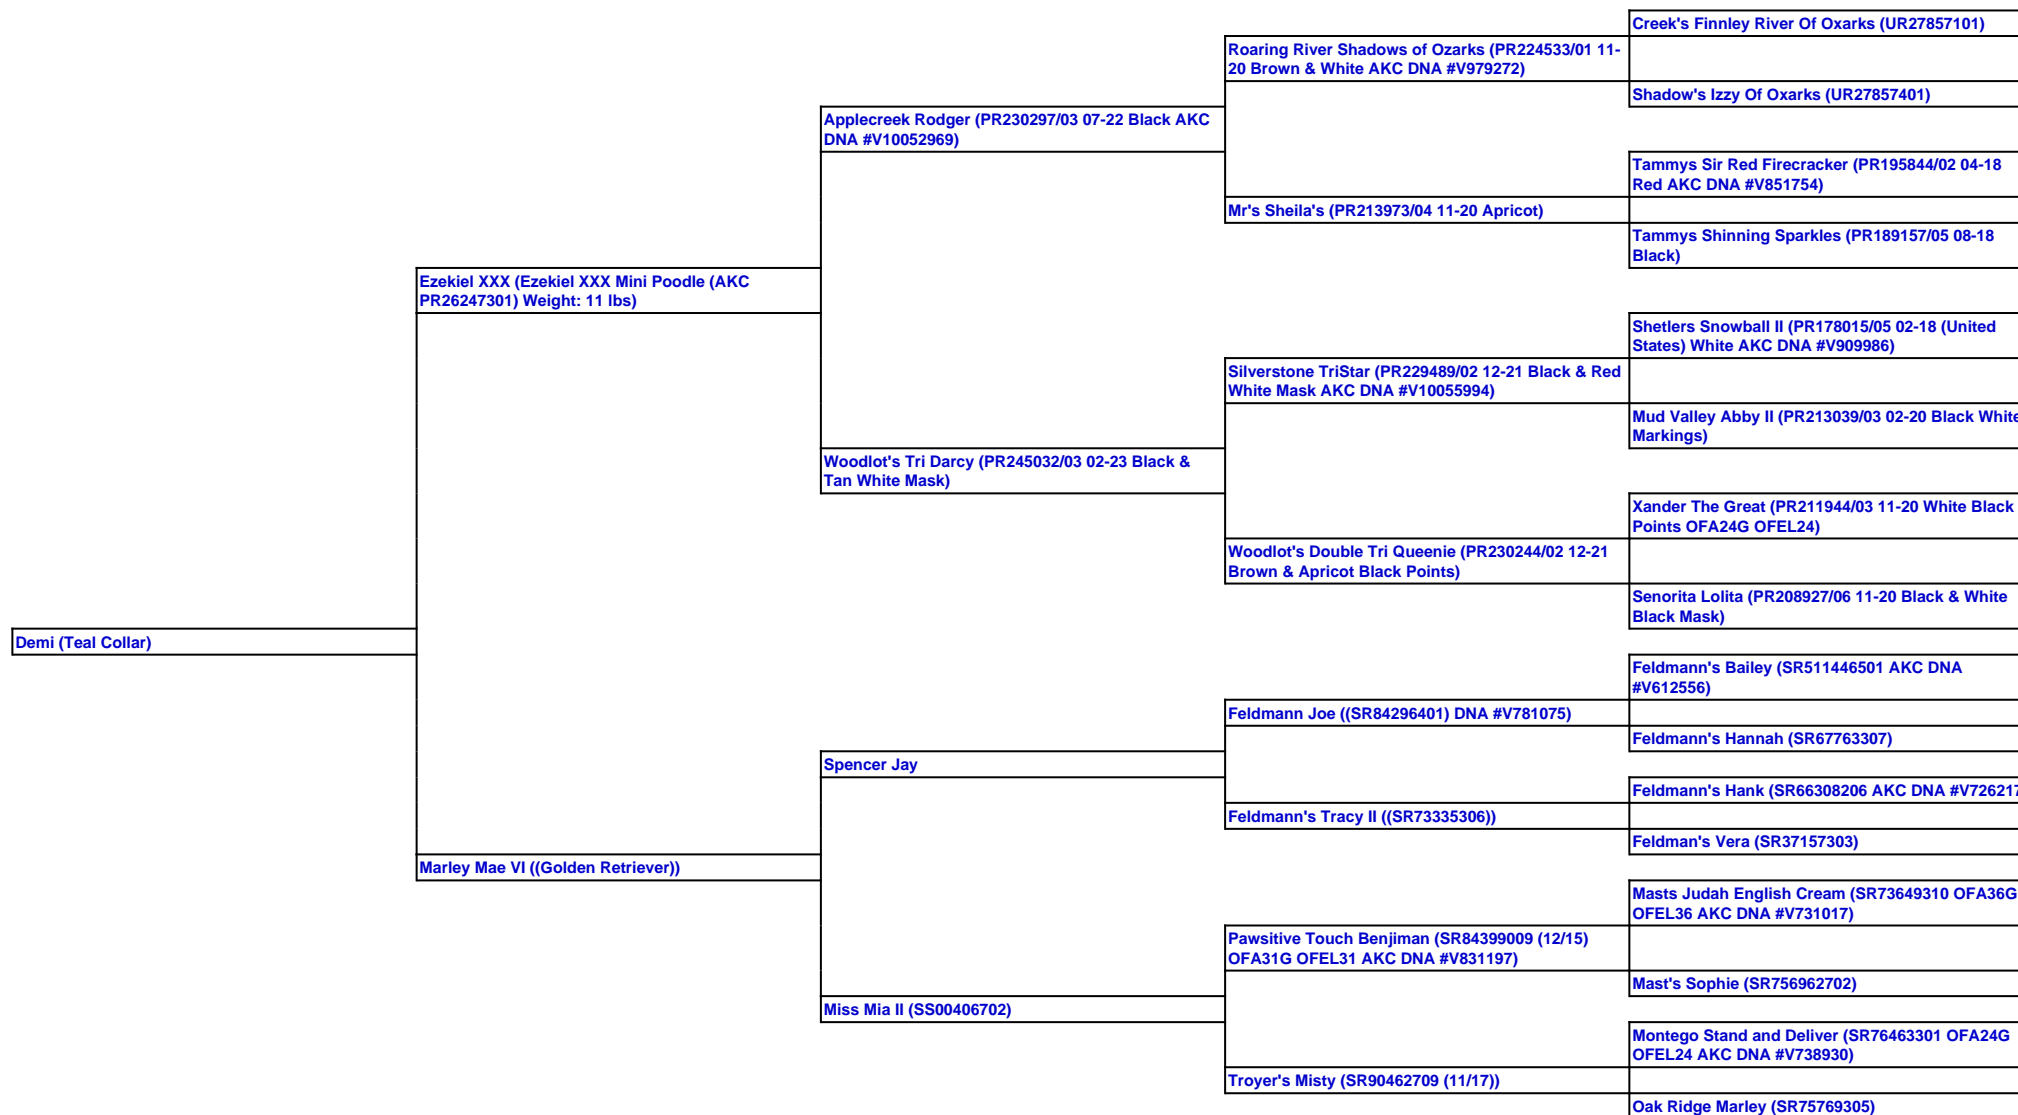 Creek's Finnley River Of Oxarks (UR27857101)
Roaring River Shadows of Ozarks (PR224533/01 11-
20 Brown & White AKC DNA #V979272)
Shadow's Izzy Of Oxarks (UR27857401)
Applecreek Rodger (PR230297/03 07-22 Black AKC
DNA #V10052969)
Tammys Sir Red Firecracker (PR195844/02 04-18
Red AKC DNA #V851754)
Mr's Sheila's (PR213973/04 11-20 Apricot)
Tammys Shinning Sparkles (PR189157/05 08-18
Black)
Ezekiel XXX (Ezekiel XXX Mini Poodle (AKC
PR26247301) Weight: 11 lbs)
Shetlers Snowball II (PR178015/05 02-18 (United
States) White AKC DNA #V909986)
Silverstone TriStar (PR229489/02 12-21 Black & Red
White Mask AKC DNA #V10055994)
Mud Valley Abby II (PR213039/03 02-20 Black White
Markings)
Woodlot's Tri Darcy (PR245032/03 02-23 Black &
Tan White Mask)
Xander The Great (PR211944/03 11-20 White Black
Points OFA24G OFEL24)
Woodlot's Double Tri Queenie (PR230244/02 12-21
Brown & Apricot Black Points)
Senorita Lolita (PR208927/06 11-20 Black & White
Black Mask)
Demi (Teal Collar)
Feldmann's Bailey (SR511446501 AKC DNA
#V612556)
Feldmann Joe ((SR84296401) DNA #V781075)
Feldmann's Hannah (SR67763307)
Spencer Jay
Feldmann's Hank (SR66308206 AKC DNA #V726217
Feldmann's Tracy II ((SR73335306))
Feldman's Vera (SR37157303)
Marley Mae VI ((Golden Retriever))
Masts Judah English Cream (SR73649310 OFA36G
OFEL36 AKC DNA #V731017)
Pawsitive Touch Benjiman (SR84399009 (12/15)
OFA31G OFEL31 AKC DNA #V831197)
Mast's Sophie (SR756962702)
Miss Mia II (SS00406702)
Montego Stand and Deliver (SR76463301 OFA24G
OFEL24 AKC DNA #V738930)
Troyer's Misty (SR90462709 (11/17))
Oak Ridge Marley (SR75769305)